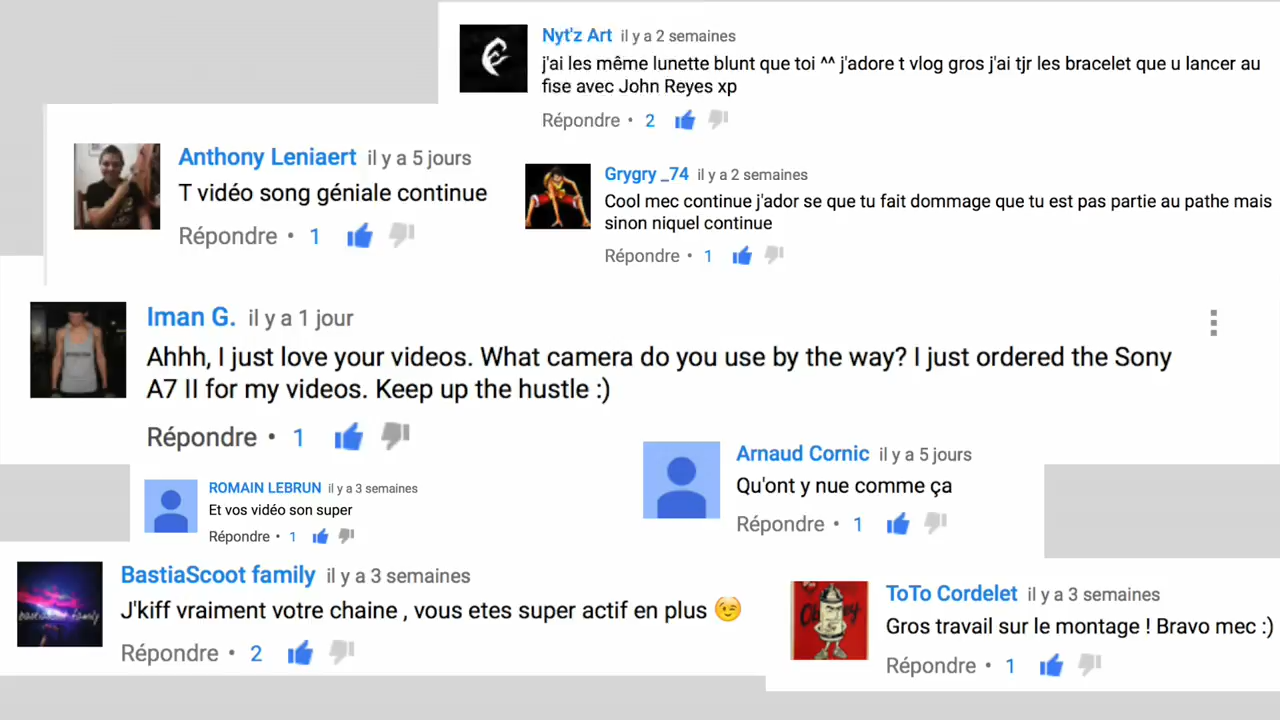 Nyt'z Art il y a 2 semaines
j'ai les même lunette blunt que toi ^^ j'adore t vlog gros j'ai tjr les bracelet que u lancer au
fise avec John Reyes xp
Répondre • 2
Anthony Leniaert il y a 5 jours
T vidéo song géniale continue
Répondre • 1
Grygry _74 il y a 2 semaines
Cool mec continue j'ador se que tu fait dommage que tu est pas partie au pathe mais
sinon niquel continue
Répondre • 1
Iman G. il y a 1 jour
Ahhh, I just love your videos. What camera do you use by the way? I just ordered the Sony
A7 II for my videos. Keep up the hustle :)
Répondre • 1
Arnaud Cornic il y a 5 jours
Qu'ont y nue comme ça
Répondre • 1
ROMAIN LEBRUN il y a 3 semaines
Et vos vidéo son super
Répondre • 1
BastiaScoot family il y a 3 semaines
J'kiff vraiment votre chaine , vous etes super actif en plus 😉
Répondre • 2
ToTo Cordelet il y a 3 semaines
Gros travail sur le montage ! Bravo mec :)
Répondre • 1